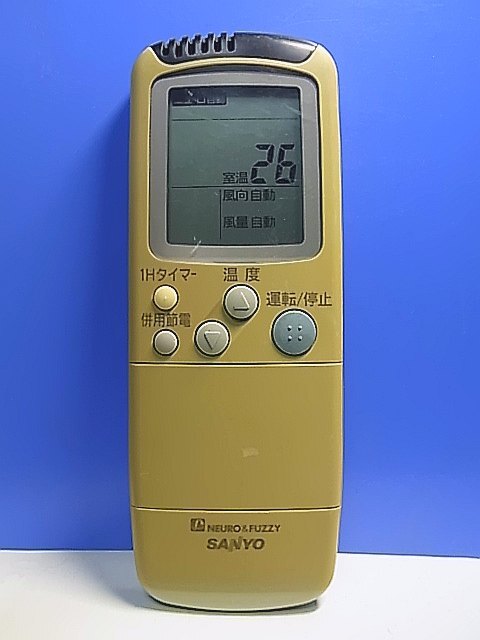 室温 26
風向 自動
風量 自動
1Hタイマー
温度
運転/停止
併用節電
NEURO&FUZZY
SANYO